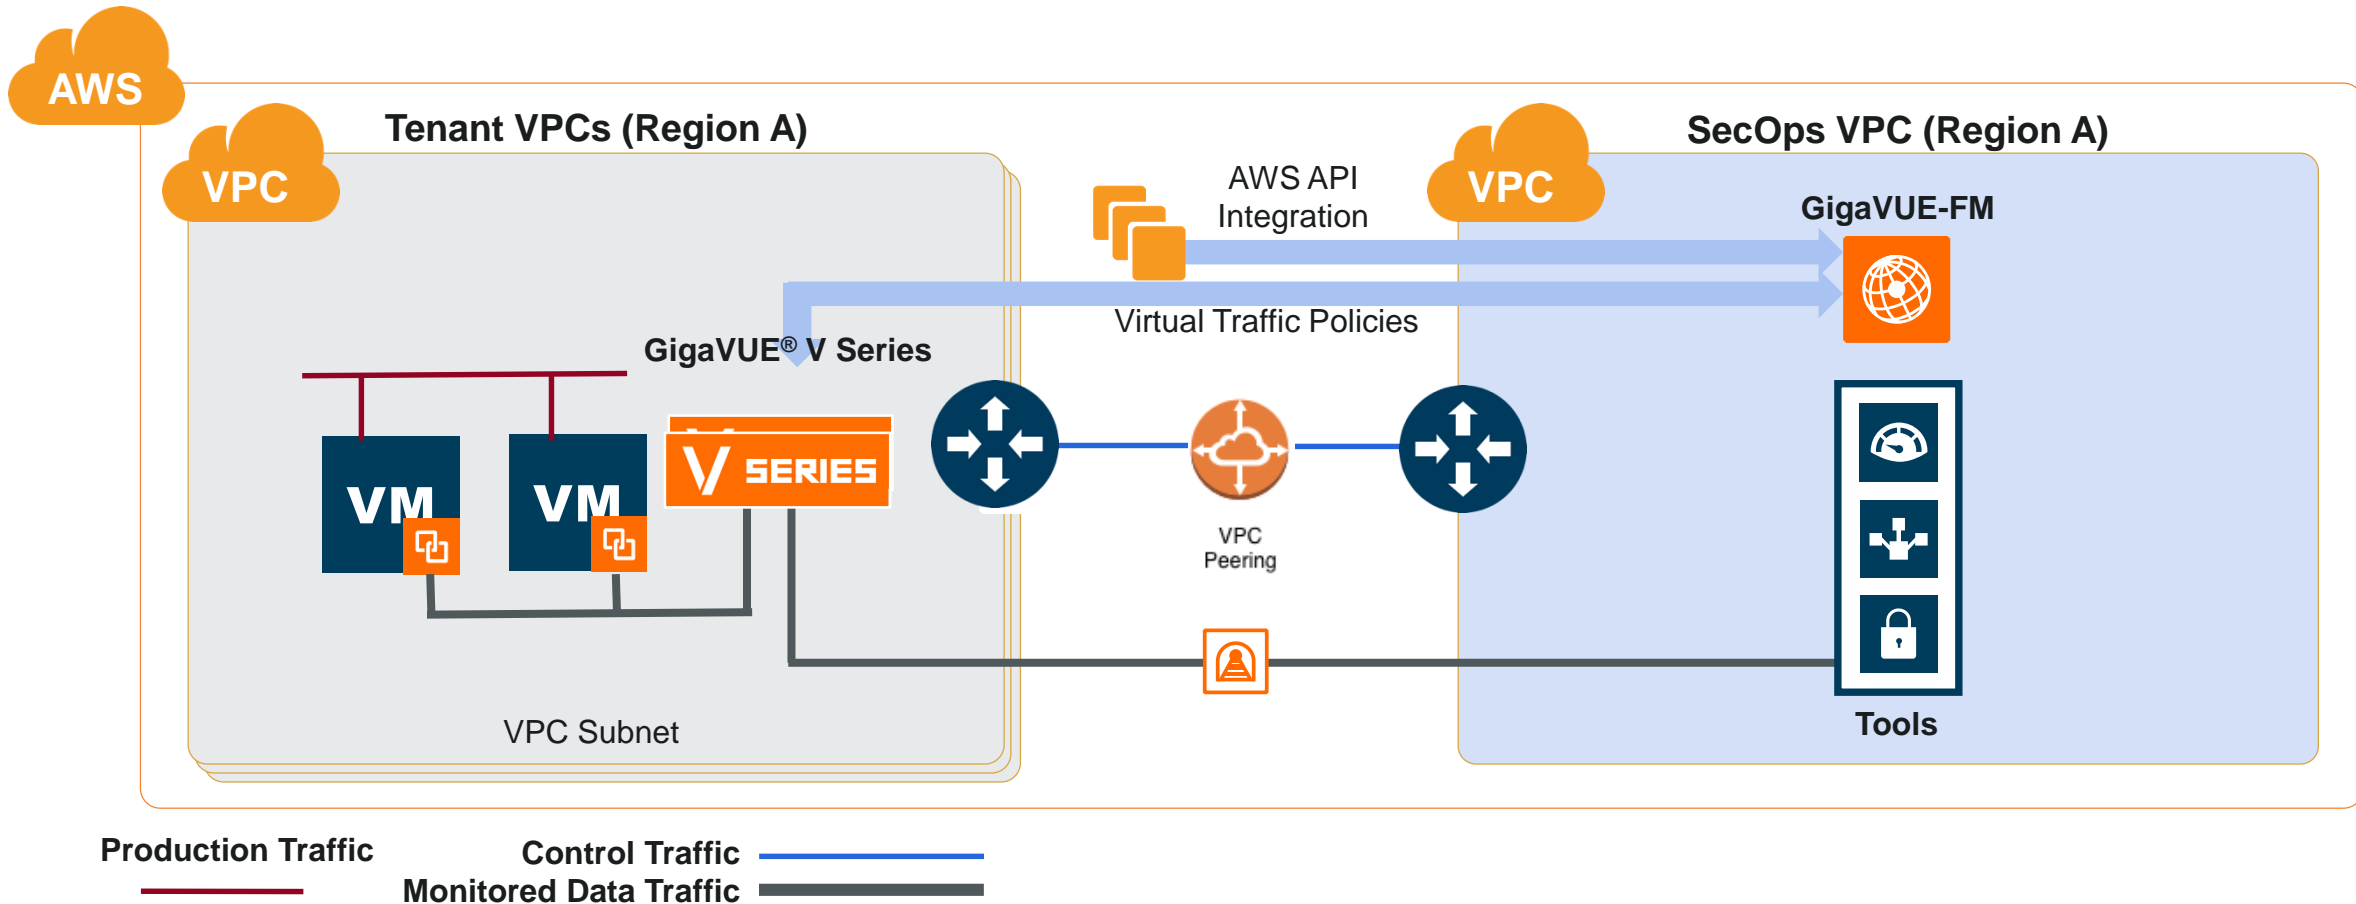 AWS
VPC
Tenant VPCs (Region A)
VPC
SecOps VPC (Region A)
AWS API
Integration
GigaVUE-FM
Virtual Traffic Policies
GigaVUE® V Series
VM
VM
V SERIES
VPC
Peering
VPC Subnet
Tools
Production Traffic
Control Traffic
Monitored Data Traffic